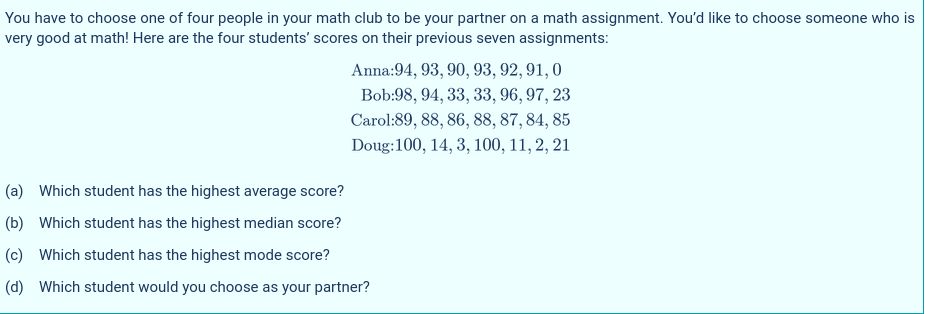 You have to choose one of four people in your math club to be your partner on a math assignment. You’d like to choose someone who is
very good at math! Here are the four students’ scores on their previous seven assignments:
Anna:94, 93, 90, 93, 92, 91, 0
Bob:98, 94, 33, 33, 96, 97, 23
Carol:89, 88, 86, 88, 87, 84, 85
Doug:100, 14, 3, 100, 11, 2, 21
(a) Which student has the highest average score?
(b) Which student has the highest median score?
(c) Which student has the highest mode score?
(d) Which student would you choose as your partner?